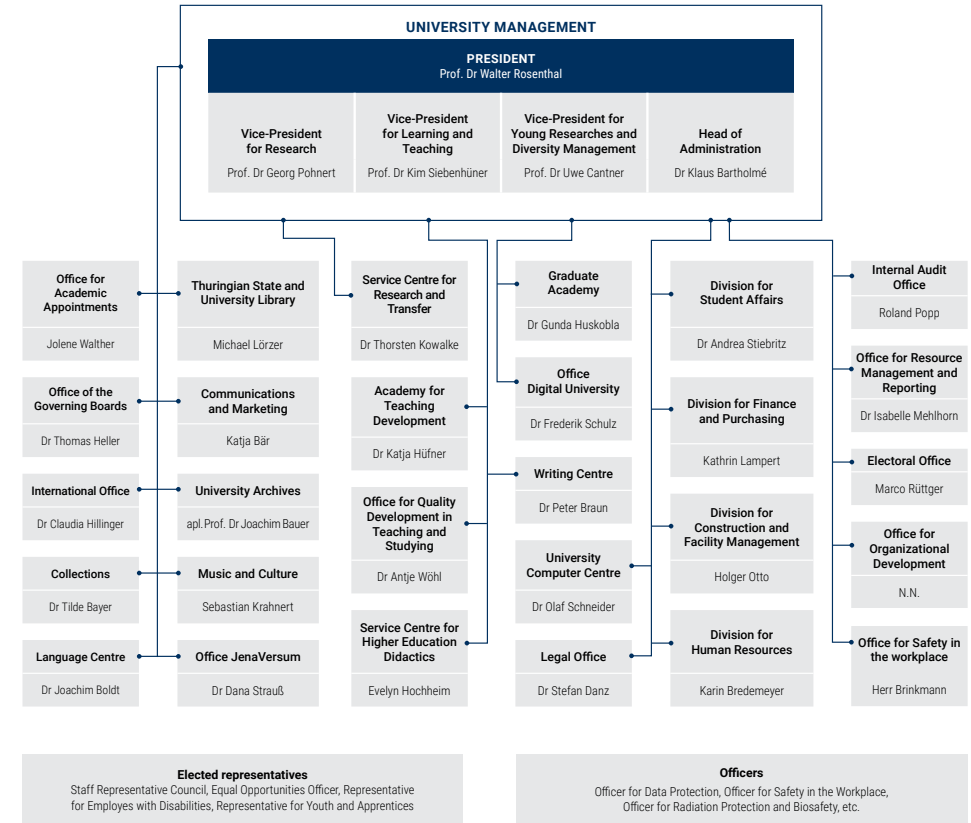 UNIVERSITY MANAGEMENT
PRESIDENT
Prof. Dr Walter Rosenthal
Vice-President
for Research
Prof. Dr Georg Pohnert
Vice-President
for Learning and
Teaching
Prof. Dr Kim Siebenhüner
Vice-President for
Young Researches and
Diversity Management
Prof. Dr Uwe Cantner
Head of
Administration
Dr Klaus Bartholmé
Office for
Academic
Appointments
Jolene Walther
Office of the
Governing Boards
Dr Thomas Heller
International Office
Dr Claudia Hillinger
Collections
Dr Tilde Bayer
Language Centre
Dr Joachim Boldt
Thuringian State and
University Library
Michael Lörzer
Communications
and Marketing
Katja Bär
University Archives
apl. Prof. Dr Joachim Bauer
Music and Culture
Sebastian Krahnert
Office JenaVersum
Dr Dana Strauß
Service Centre for
Research and
Transfer
Dr Thorsten Kowalke
Academy for
Teaching
Development
Dr Katja Hüfner
Office for Quality
Development in
Teaching and
Studying
Dr Antje Wöhl
Service Centre for
Higher Education
Didactics
Evelyn Hochheim
Graduate
Academy
Dr Gunda Huskobla
Office
Digital University
Dr Frederik Schulz
Writing Centre
Dr Peter Braun
University
Computer Centre
Dr Olaf Schneider
Legal Office
Dr Stefan Danz
Division for
Student Affairs
Dr Andrea Stiebritz
Division for Finance
and Purchasing
Kathrin Lampert
Division for
Construction and
Facility Management
Holger Otto
Division for
Human Resources
Karin Bredemeyer
Internal Audit
Office
Roland Popp
Office for Resource
Management and
Reporting
Dr Isabelle Mehlhorn
Electoral Office
Marco Rüttger
Office for
Organizational
Development
N.N.
Office for Safety in
the workplace
Herr Brinkmann
Elected representatives
Staff Representative Council, Equal Opportunities Officer, Representative
for Employes with Disabilities, Representative for Youth and Apprentices
Officers
Officer for Data Protection, Officer for Safety in the Workplace,
Officer for Radiation Protection and Biosafety, etc.